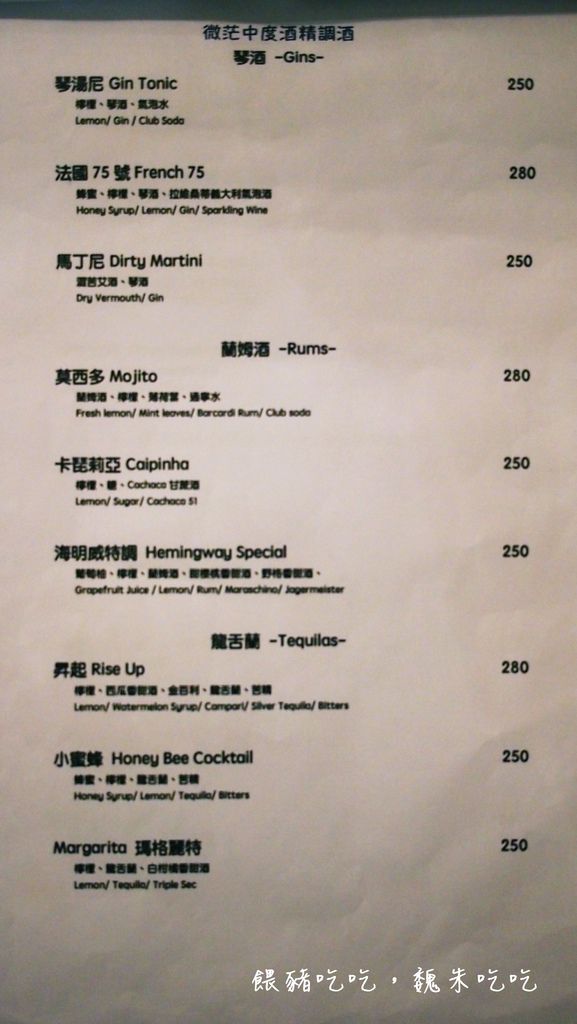 微茫中度酒精調酒
琴酒 -Gins-
琴湯尼 Gin Tonic 250
檸檬、琴酒、氣泡水
Lemon/ Gin / Club Soda
法國 75 號 French 75 280
蜂蜜、檸檬、琴酒、拉維桑蒂義大利氣泡酒
Honey Syrup/ Lemon/ Gin/ Sparkling Wine
馬丁尼 Dirty Martini 250
澀苦艾酒、琴酒
Dry Vermouth/ Gin
蘭姆酒 -Rums-
莫西多 Mojito 280
蘭姆酒、檸檬、薄荷葉、通寧水
Fresh lemon/ Mint leaves/ Barcardi Rum/ Club soda
卡琵莉亞 Caipinha 250
檸檬、糖、Cachaca 甘蔗酒
Lemon/ Sugar/ Cachaca 51
海明威特調 Hemingway Special 250
葡萄柚、檸檬、蘭姆酒、甜櫻桃香甜酒、野格香甜酒、
Grapefruit Juice / Lemon/ Rum/ Maraschino/ Jagermeister
龍舌蘭 -Tequilas-
昇起 Rise Up 280
檸檬、西瓜香甜酒、金百利、龍舌蘭、苦精
Lemon/ Watermelon Syrup/ Campari/ Silver Tequila/ Bitters
小蜜蜂 Honey Bee Cocktail 250
蜂蜜、檸檬、龍舌蘭、苦精
Honey Syrup/ Lemon/ Tequila/ Bitters
Margarita 瑪格麗特 250
檸檬、龍舌蘭、白柑橘香甜酒
Lemon/ Tequila/ Triple Sec
餵豬吃吃，魏朱吃吃